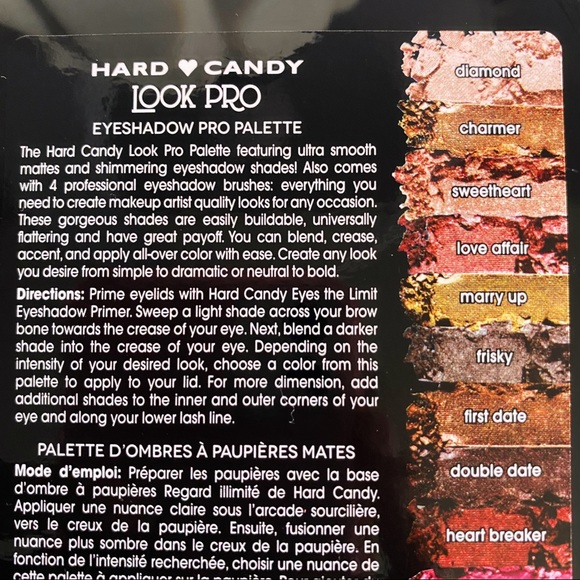 HARD ♥ CANDY
LOOK PRO
EYESHADOW PRO PALETTE
The Hard Candy Look Pro Palette featuring ultra smooth
mattes and shimmering eyeshadow shades! Also comes
with 4 professional eyeshadow brushes: everything you
need to create makeup artist quality looks for any occasion.
These gorgeous shades are easily buildable, universally
flattering and have great payoff. You can blend, crease,
accent, and apply all-over color with ease. Create any look
you desire from simple to dramatic or neutral to bold.
Directions: Prime eyelids with Hard Candy Eyes the Limit
Eyeshadow Primer. Sweep a light shade across your brow
bone towards the crease of your eye. Next, blend a darker
shade into the crease of your eye. Depending on the
intensity of your desired look, choose a color from this
palette to apply to your lid. For more dimension, add
additional shades to the inner and outer corners of your
eye and along your lower lash line.
PALETTE D'OMBRES À PAUPIÈRES MATES
Mode d'emploi: Préparer les paupières avec la base
d'ombre à paupières Regard illimité de Hard Candy.
Appliquer une nuance claire sous l'arcade sourcilière,
vers le creux de la paupière. Ensuite, fusionner une
nuance plus sombre dans le creux de la paupière. En
fonction de l'intensité recherchée, choisir une nuance de
cette palette à appliquer sur la paupière. Pour
diamond
charmer
sweetheart
love affair
marry up
frisky
first date
double date
heart breaker